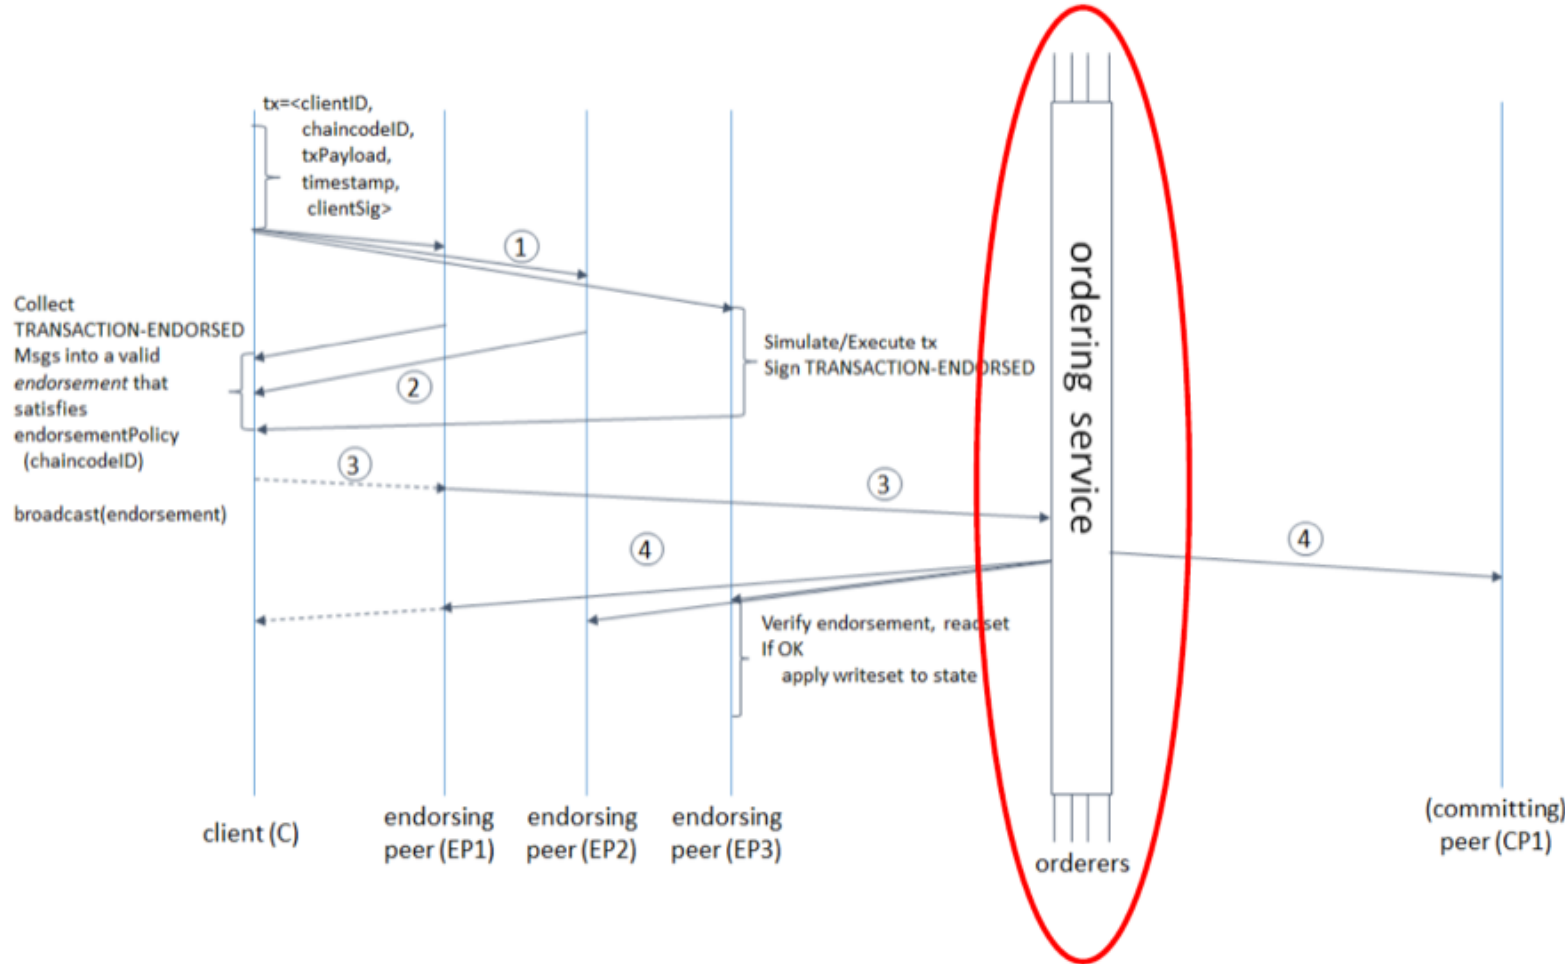 tx=<clientID,
chaincodeID,
txPayload,
timestamp,
clientSig>
1
Collect
TRANSACTION-ENDORSED
Msgs into a valid
endorsement that
satisfies
endorsementPolicy
(chaincodeID)
2
Simulate/Execute tx
Sign TRANSACTION-ENDORSED
3
3
broadcast(endorsement)
4
4
Verify endorsement, readset
If OK
apply writeset to state
ordering service
client (C)
endorsing
peer (EP1)
endorsing
peer (EP2)
endorsing
peer (EP3)
orderers
(committing)
peer (CP1)